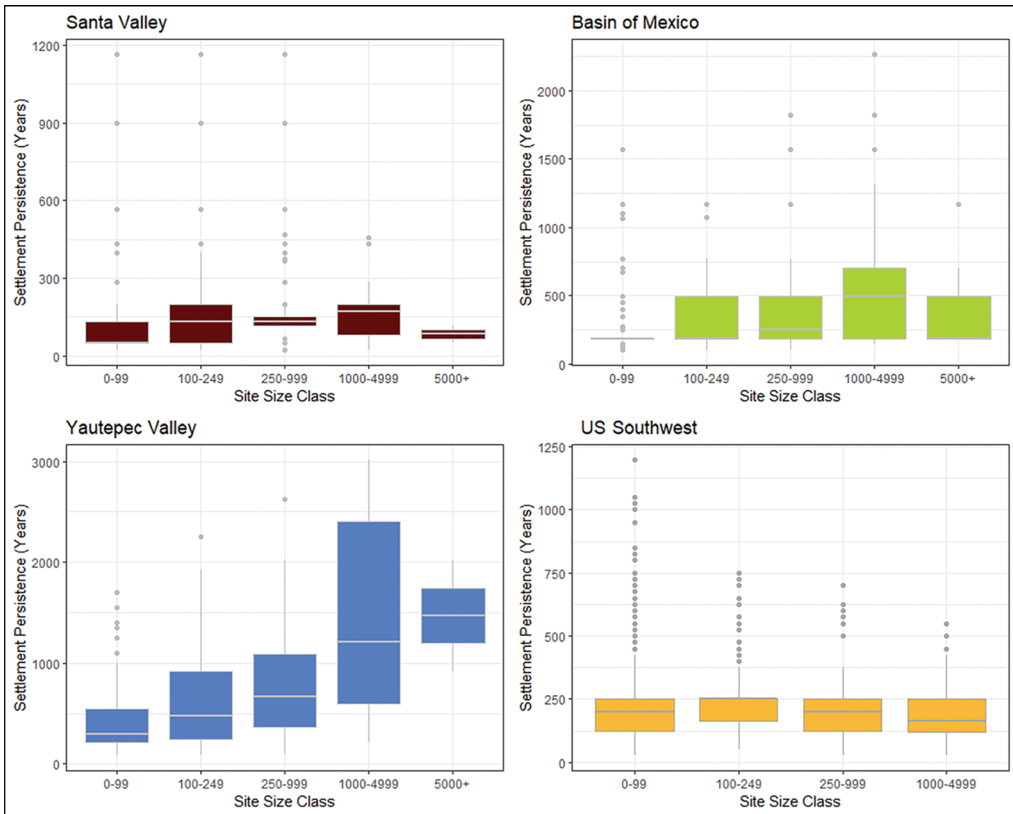 Santa Valley
Settlement Persistence (Years)
1200
900
600
300
0
0-99 100-249 250-999 1000-4999 5000+
Site Size Class
Basin of Mexico
Settlement Persistence (Years)
2000
1500
1000
500
0
0-99 100-249 250-999 1000-4999 5000+
Site Size Class
Yautepec Valley
Settlement Persistence (Years)
3000
2000
1000
0
0-99 100-249 250-999 1000-4999 5000+
Site Size Class
US Southwest
Settlement Persistence (Years)
1250
1000
750
500
250
0
0-99 100-249 250-999 1000-4999
Site Size Class